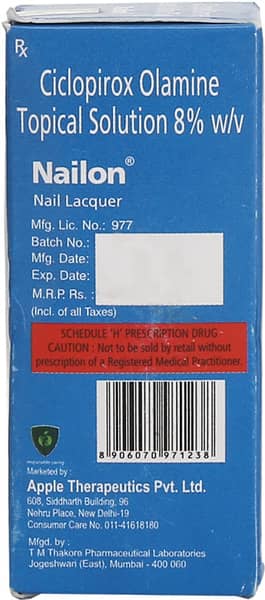 Rx
Ciclopirox Olamine
Topical Solution 8% w/v
Nailon®
Nail Lacquer
Mfg. Lic. No.: 977
Batch No.:
Mfg. Date:
Exp. Date:
M.R.P. Rs. :
(Incl. of all Taxes)
SCHEDULE 'H' PRESCRIPTION DRUG -
CAUTION : Not to be sold by retail without
prescription of a Registered Medical Practitioner.
8 906070 971238
Marketed by :
Apple Therapeutics Pvt. Ltd.
608, Siddharth Building, 96
Nehru Place, New Delhi-19
Consumer Care No. 011-41618180
Mfgd. by :
T M Thakore Pharmaceutical Laboratories
Jogeshwari (East), Mumbai - 400 060